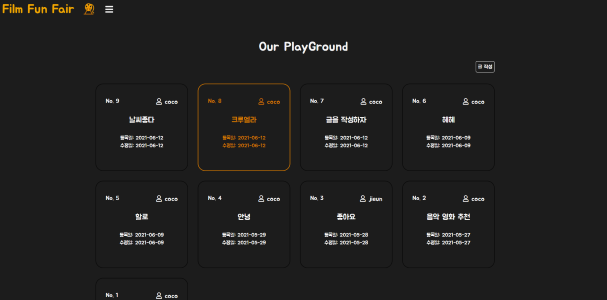 Film Fun Fair
Our PlayGround
글 작성
No. 9 coco
날씨좋다
등록일: 2021-06-12
수정일: 2021-06-12
No. 8 coco
크루엘라
등록일: 2021-06-12
수정일: 2021-06-12
No. 7 coco
글을 작성하자
등록일: 2021-06-12
수정일: 2021-06-12
No. 6 coco
헤헤
등록일: 2021-06-09
수정일: 2021-06-09
No. 5 coco
할로
등록일: 2021-06-09
수정일: 2021-06-09
No. 4 coco
안녕
등록일: 2021-05-29
수정일: 2021-05-29
No. 3 jieun
좋아요
등록일: 2021-05-28
수정일: 2021-05-28
No. 2 coco
음악 영화 추천
등록일: 2021-05-27
수정일: 2021-05-27
No. 1 coco